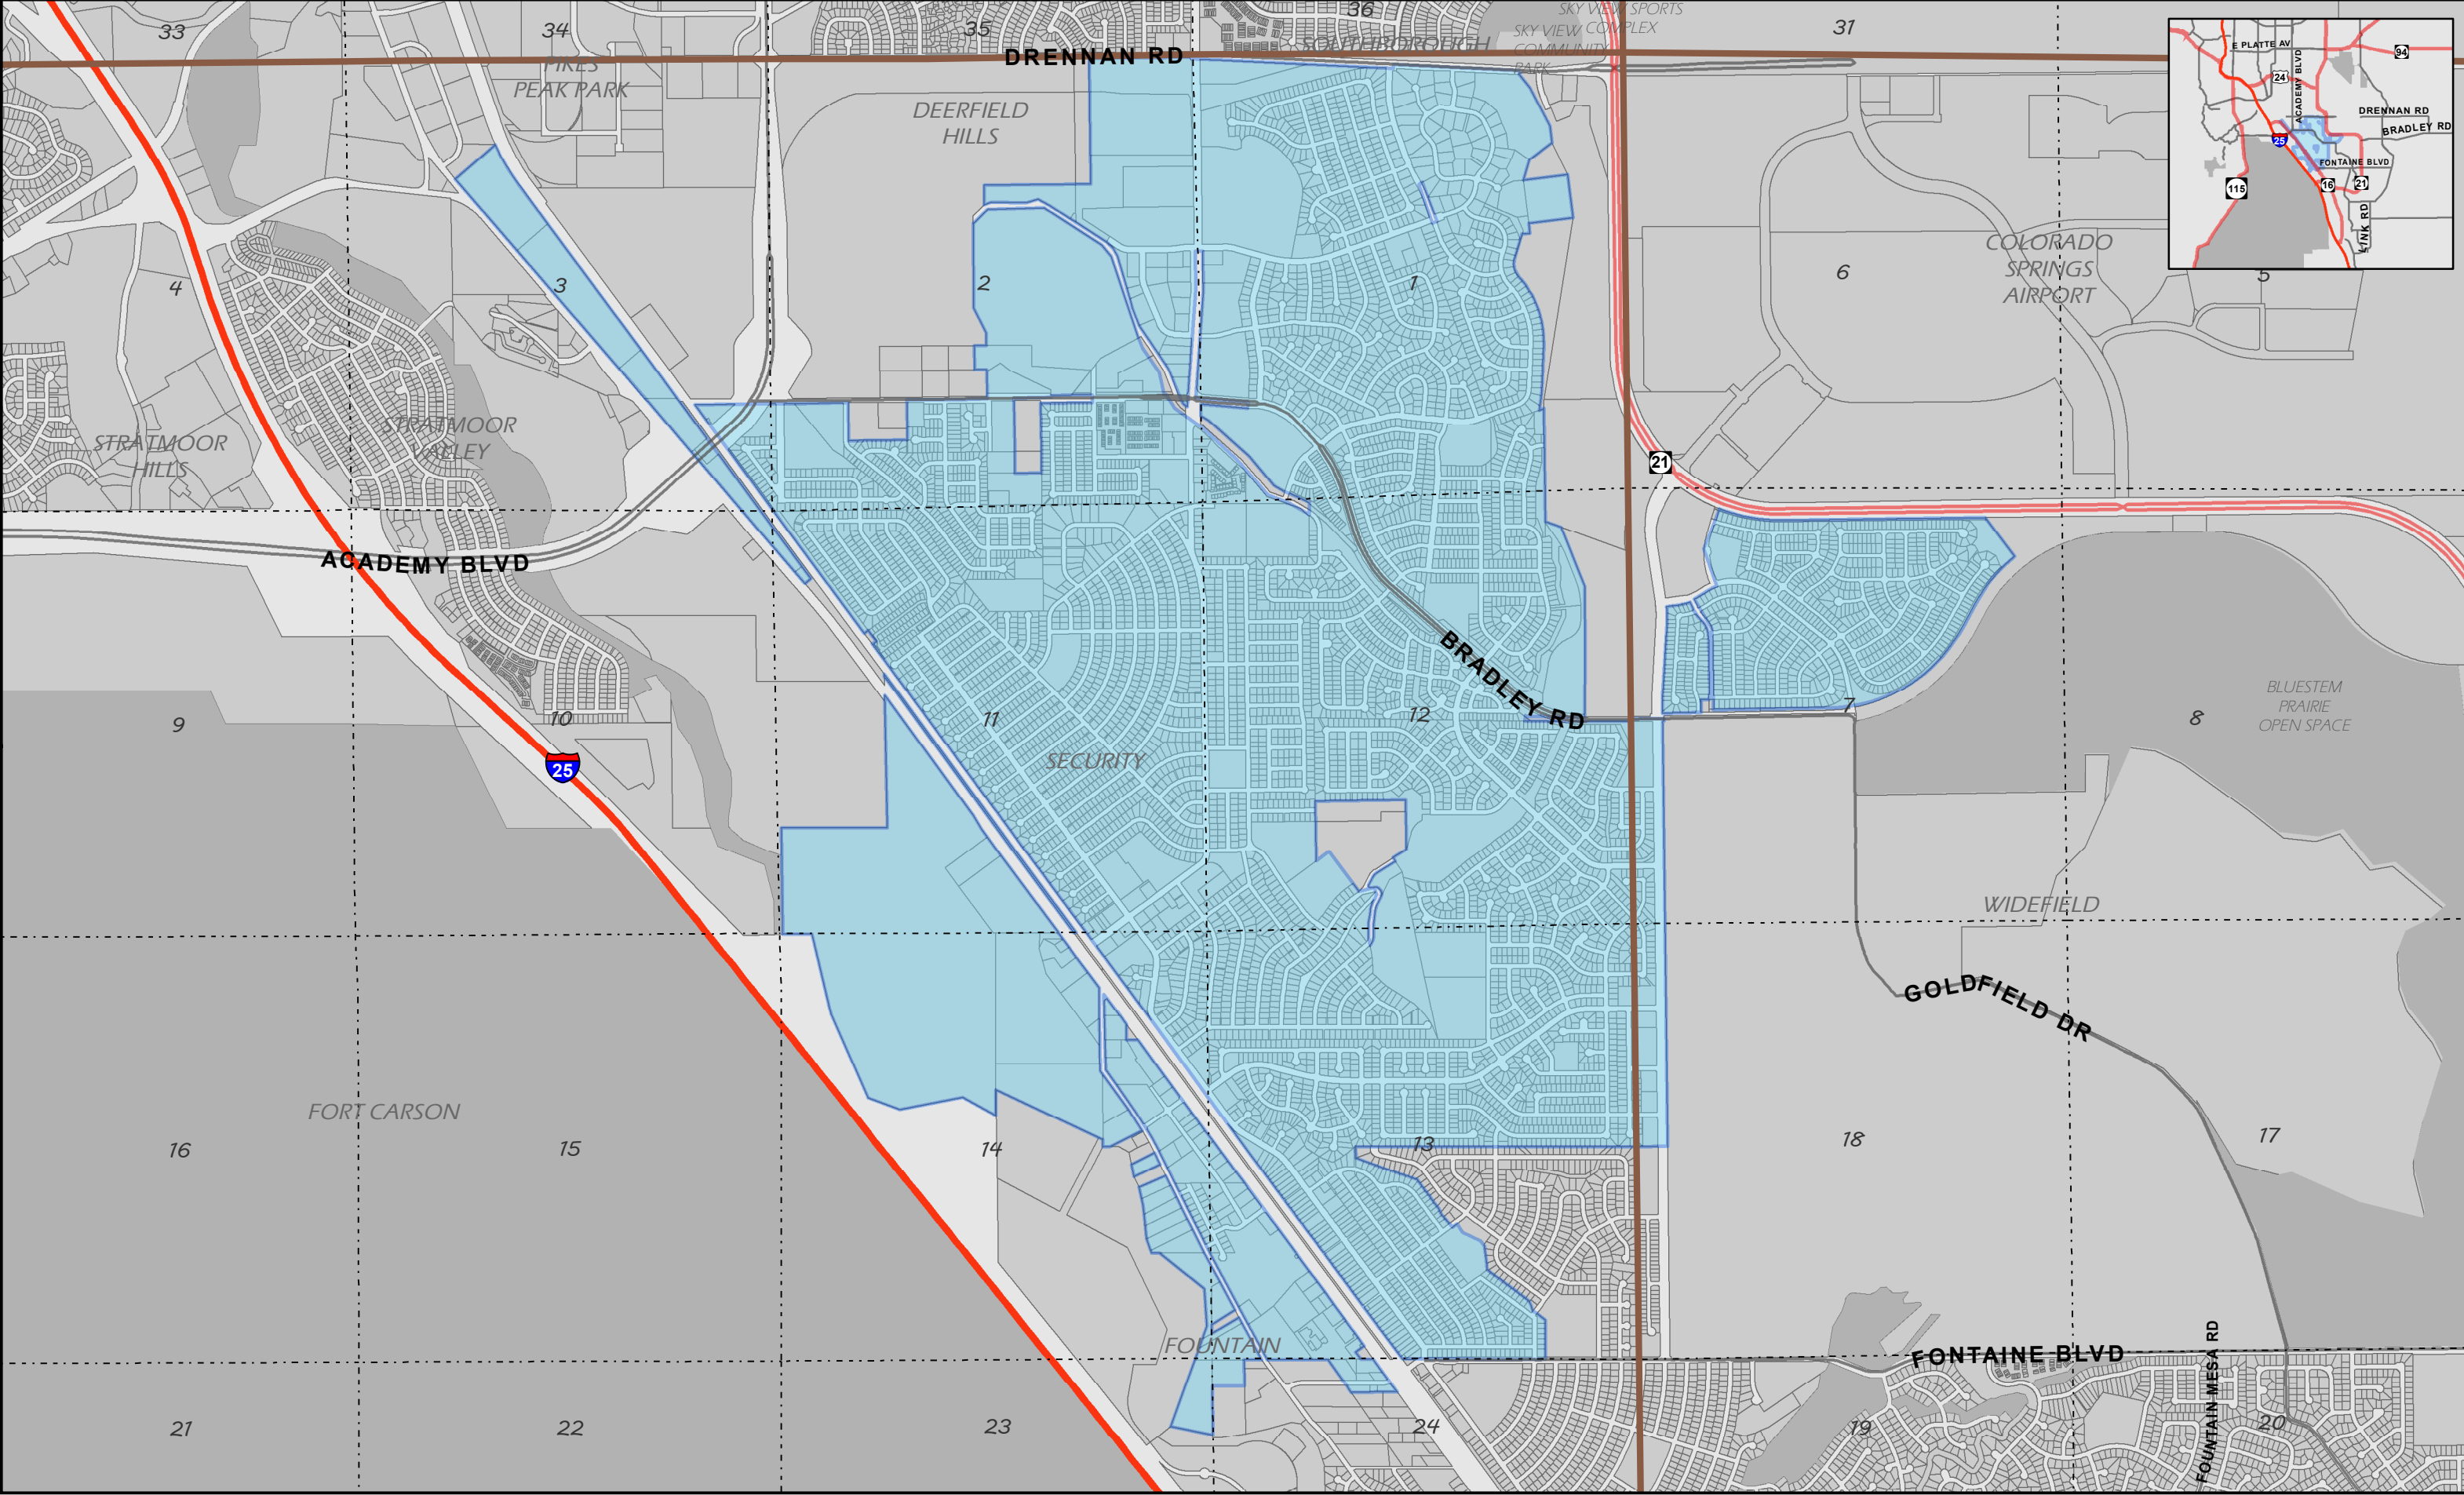 33
34
35
36
31
SKY VIEW SPORTS
COMPLEX
SKY VIEW
COMMUNITY
PARK
SOUTHBOROUGH
DRENNAN RD
PIKES
PEAK PARK
DEERFIELD
HILLS
E PLATTE AV
94
24
ACADEMY BLVD
DRENNAN RD
BRADLEY RD
25
FONTAINE BLVD
115
16
21
LINK RD
4
3
2
1
6
COLORADO
SPRINGS
AIRPORT
5
STRATMOOR
HILLS
STRATMOOR
VALLEY
21
ACADEMY BLVD
BRADLEY RD
9
10
11
12
7
8
BLUESTEM
PRAIRIE
OPEN SPACE
25
SECURITY
WIDEFIELD
GOLDFIELD DR
FORT CARSON
16
15
14
13
18
17
FOUNTAIN
FONTAINE BLVD
FOUNTAIN MESA RD
21
22
23
24
19
20